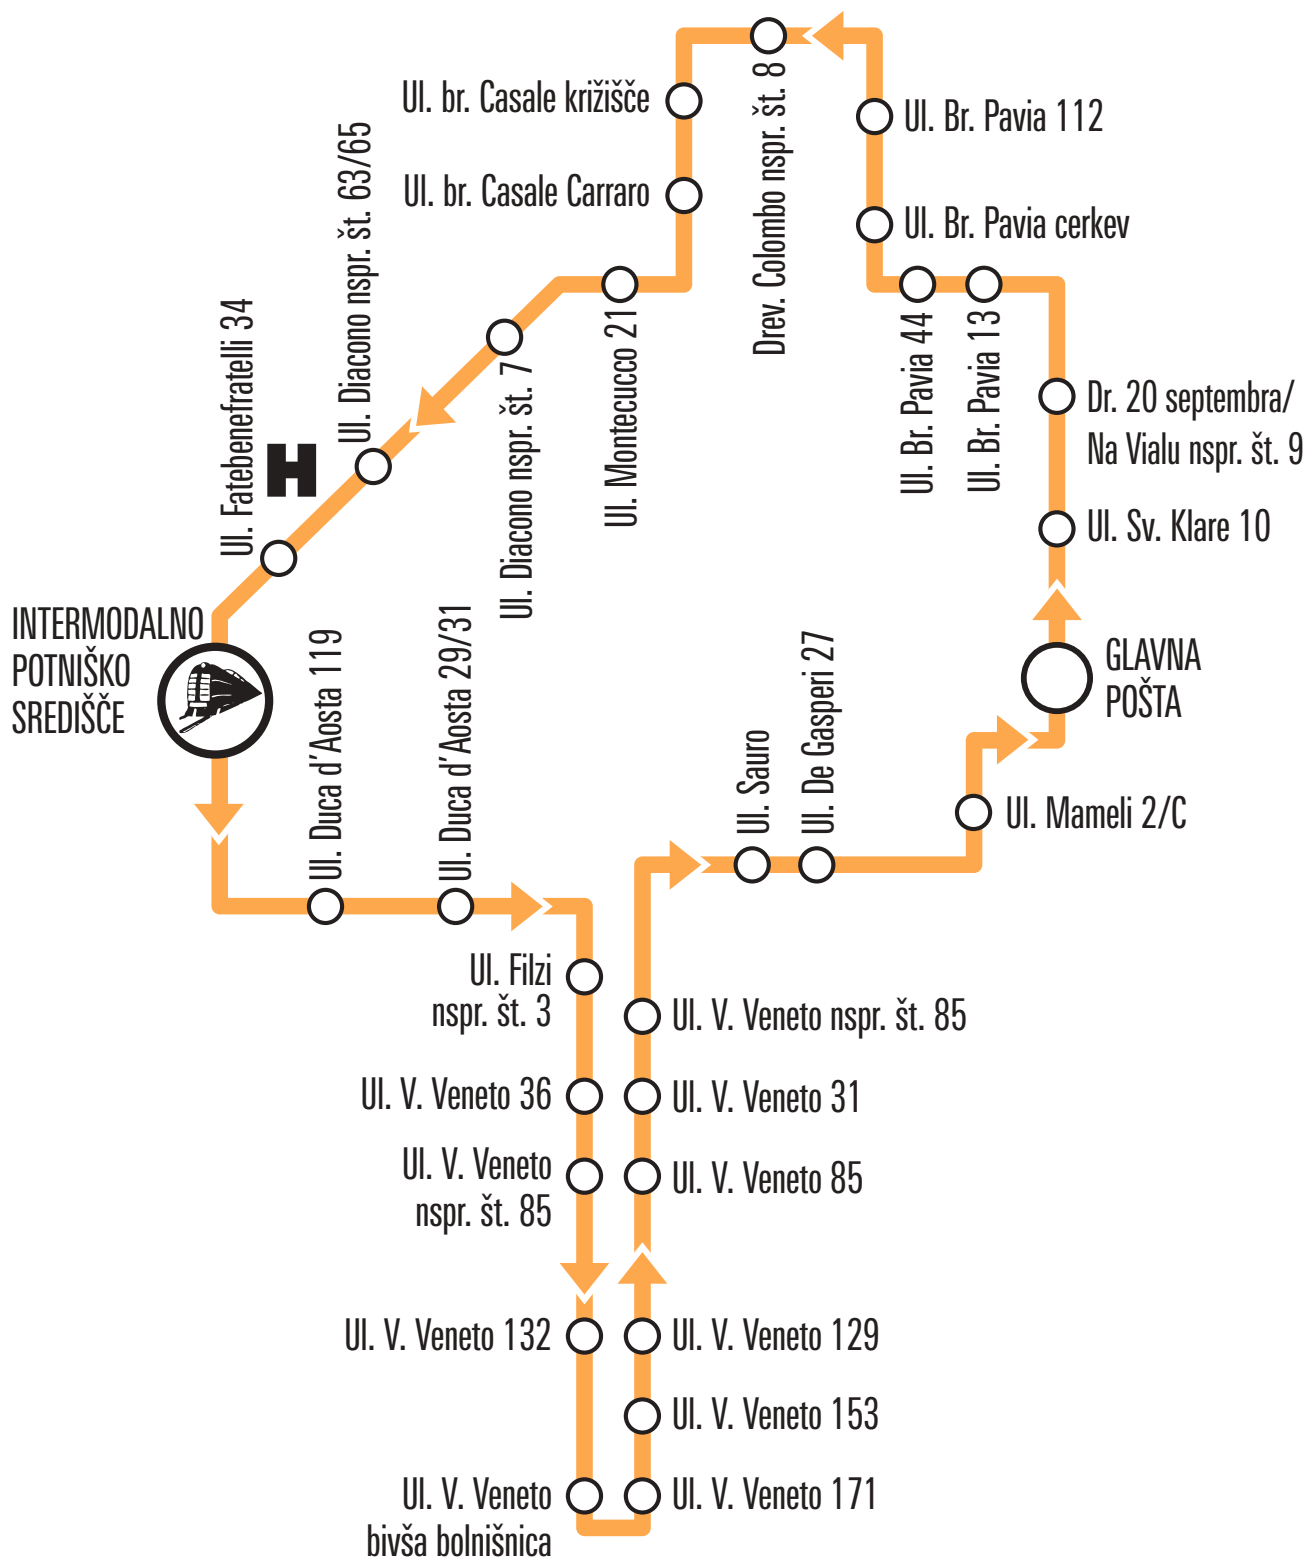 Ul. br. Casale križišče
Ul. br. Casale Carraro
Drev. Colombo nspr. št. 8
Ul. Br. Pavia 112
Ul. Br. Pavia cerkev
Ul. Br. Pavia 44
Ul. Br. Pavia 13
Dr. 20 septembra/
Na Vialu nspr. št. 9
Ul. Sv. Klare 10
GLAVNA
POŠTA
Ul. Mameli 2/C
Ul. De Gasperi 27
Ul. Sauro
Ul. Montecucco 21
Ul. Diacono nspr. št. 7
Ul. Diacono nspr. št. 63/65
H
Ul. Fatebenefratelli 34
INTERMODALNO
POTNIŠKO
SREDIŠČE
Ul. Duca d'Aosta 119
Ul. Duca d'Aosta 29/31
Ul. Filzi
nspr. št. 3
Ul. V. Veneto 36
Ul. V. Veneto
nspr. št. 85
Ul. V. Veneto 132
Ul. V. Veneto
bivša bolnišnica
Ul. V. Veneto nspr. št. 85
Ul. V. Veneto 31
Ul. V. Veneto 85
Ul. V. Veneto 129
Ul. V. Veneto 153
Ul. V. Veneto 171